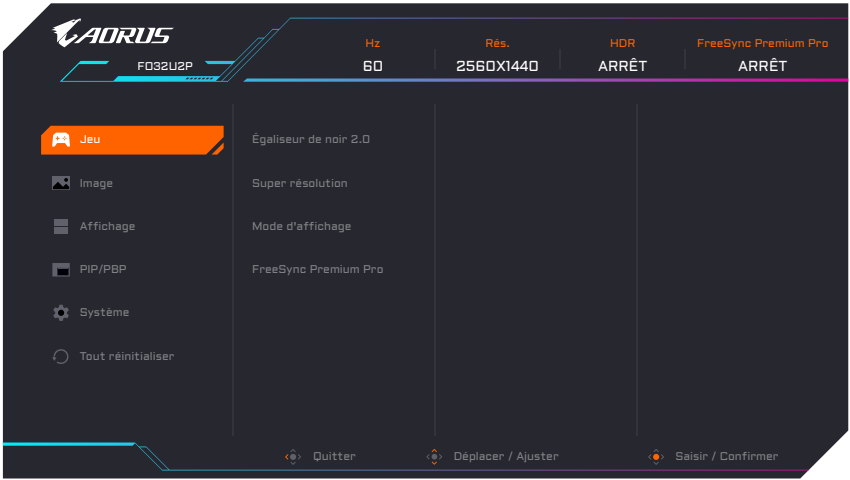 AORUS
FO32U2P
Hz Rés. HDR FreeSync Premium Pro
60 2560X1440 ARRÊT ARRÊT
Jeu
Image
Affichage
PIP/PBP
Système
Tout réinitialiser
Égaliseur de noir 2.0
Super résolution
Mode d'affichage
FreeSync Premium Pro
Quitter Déplacer / Ajuster Saisir / Confirmer